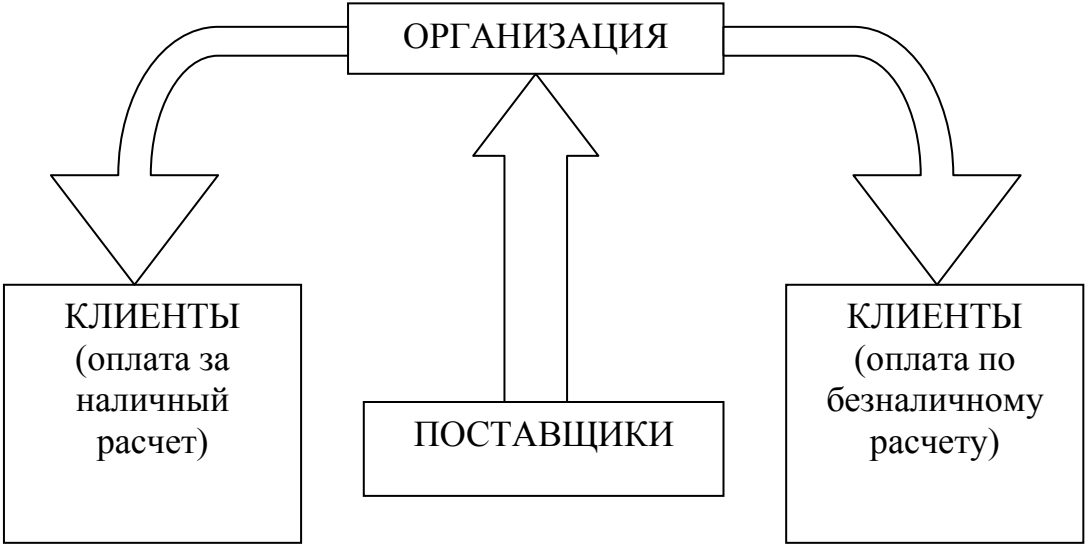 ОРГАНИЗАЦИЯ
КЛИЕНТЫ
(оплата за
наличный
расчет)
ПОСТАВЩИКИ
КЛИЕНТЫ
(оплата по
безналичному
расчету)